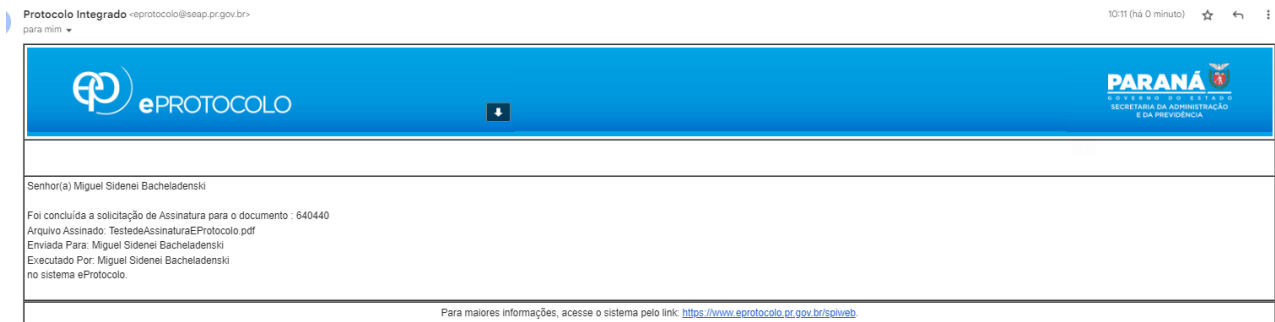 Protocolo Integrado <eprotocolo@seap.pr.gov.br>
10:11 (há 0 minuto)
para mim
ep ePROTOCOLO
PARANÁ
GOVERNO DO ESTADO
SECRETARIA DA ADMINISTRAÇÃO
E DA PREVIDÊNCIA
Senhor(a) Miguel Sidenei Bacheladenski
Foi concluída a solicitação de Assinatura para o documento : 640440
Arquivo Assinado: TestedeAssinaturaEProtocolo.pdf
Enviada Para: Miguel Sidenei Bacheladenski
Executado Por: Miguel Sidenei Bacheladenski
no sistema eProtocolo.
Para maiores informações, acesse o sistema pelo link: https://www.eprotocolo.pr.gov.br/spiweb.